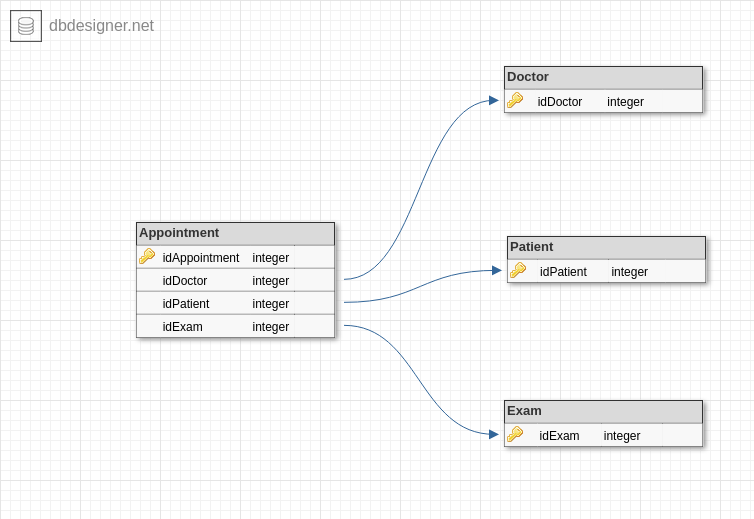 dbdesigner.net
Doctor
idDoctor integer
Appointment
idAppointment integer
idDoctor integer
idPatient integer
idExam integer
Patient
idPatient integer
Exam
idExam integer